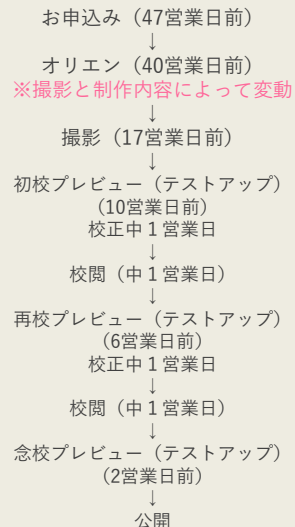 お申込み（47営業日前）
↓
オリエン（40営業日前）
※撮影と制作内容によって変動
↓
撮影（17営業日前）
↓
初校プレビュー（テストアップ）
(10営業日前）
校正中１営業日
↓
校閲（中１営業日）
↓
再校プレビュー（テストアップ）
（6営業日前）
校正中１営業日
↓
校閲（中１営業日）
↓
念校プレビュー（テストアップ）
（2営業日前）
↓
公開